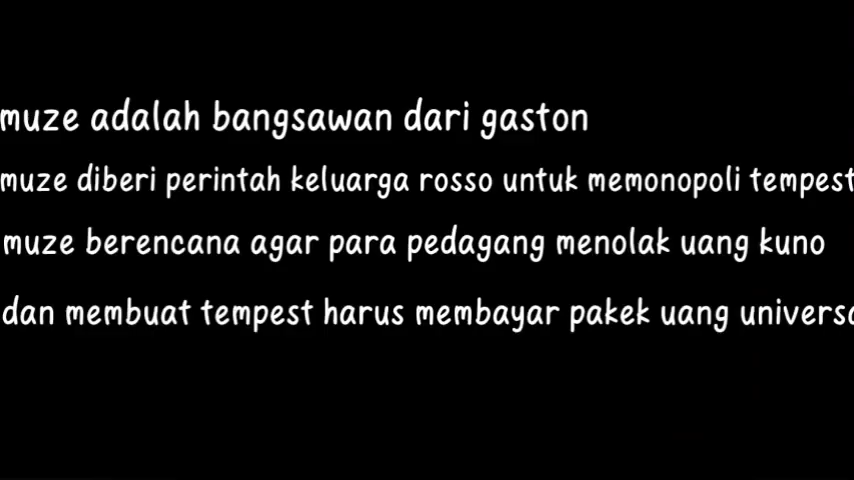 muze adalah bangsawan dari gaston
muze diberi perintah keluarga rosso untuk memonopoli tempest
muze berencana agar para pedagang menolak uang kuno
dan membuat tempest harus membayar pakek uang